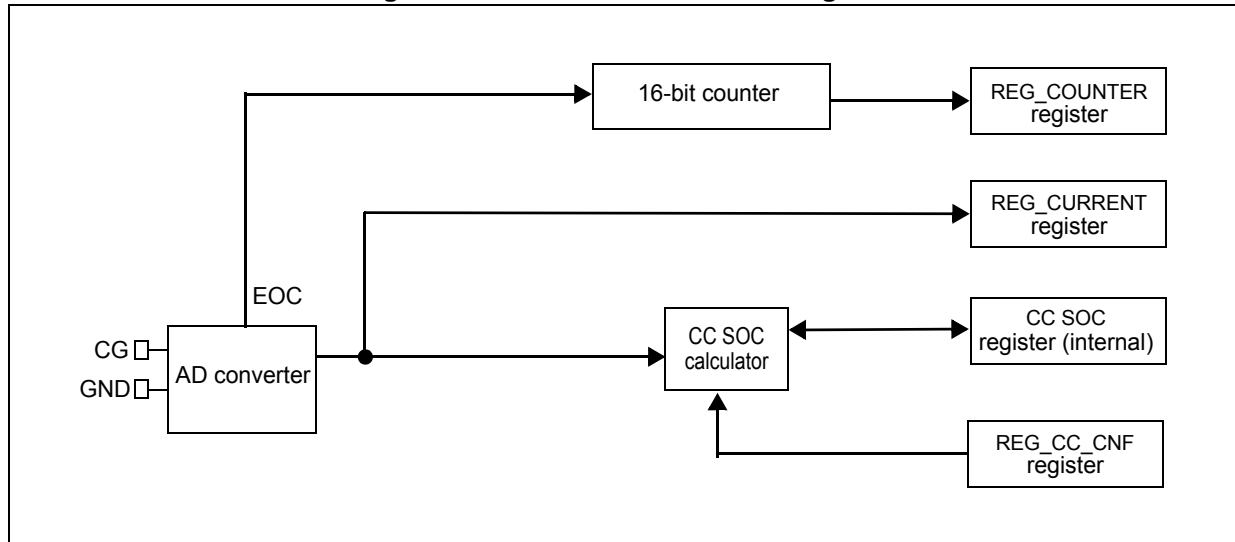 16-bit counter
REG_COUNTER
register
REG_CURRENT
register
EOC
CG
GND
AD converter
CC SOC
calculator
CC SOC
register (internal)
REG_CC_CNF
register